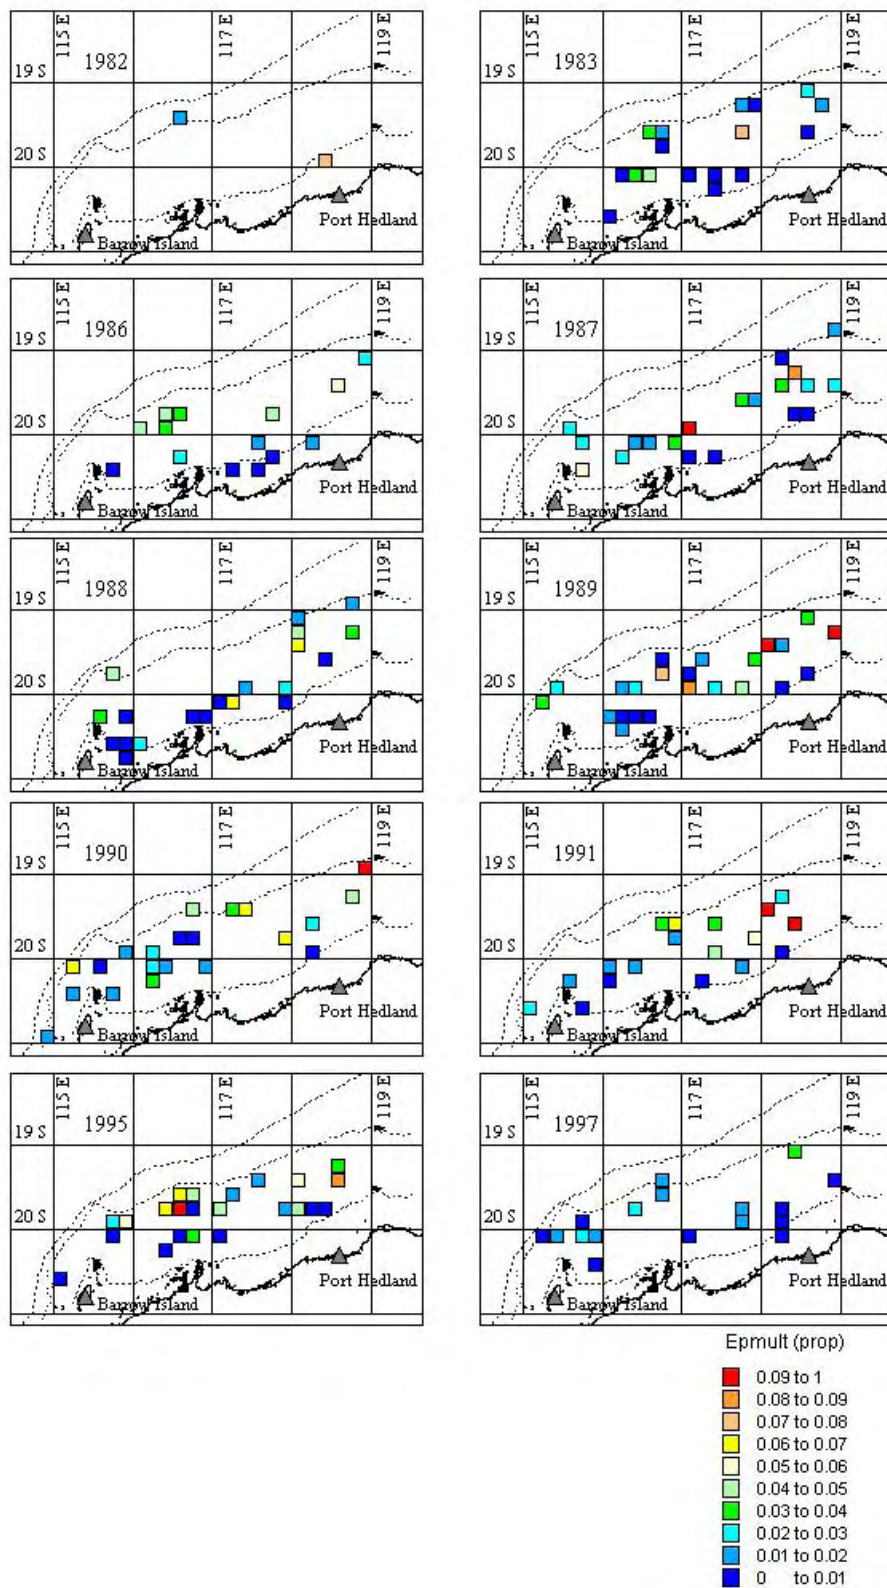 115 E
117 E
119 E
19 S
1982
20 S
Port Hedland
Barrow Island
115 E
117 E
119 E
19 S
1983
20 S
Port Hedland
Barrow Island
115 E
117 E
119 E
19 S
1986
20 S
Port Hedland
Barrow Island
115 E
117 E
119 E
19 S
1987
20 S
Port Hedland
Barrow Island
115 E
117 E
119 E
19 S
1988
20 S
Port Hedland
Barrow Island
115 E
117 E
119 E
19 S
1989
20 S
Port Hedland
Barrow Island
115 E
117 E
119 E
19 S
1990
20 S
Port Hedland
Barrow Island
115 E
117 E
119 E
19 S
1991
20 S
Port Hedland
Barrow Island
115 E
117 E
119 E
19 S
1995
20 S
Port Hedland
Barrow Island
115 E
117 E
119 E
19 S
1997
20 S
Port Hedland
Barrow Island
Epmult (prop)
0.09 to 1
0.08 to 0.09
0.07 to 0.08
0.06 to 0.07
0.05 to 0.06
0.04 to 0.05
0.03 to 0.04
0.02 to 0.03
0.01 to 0.02
0 to 0.01